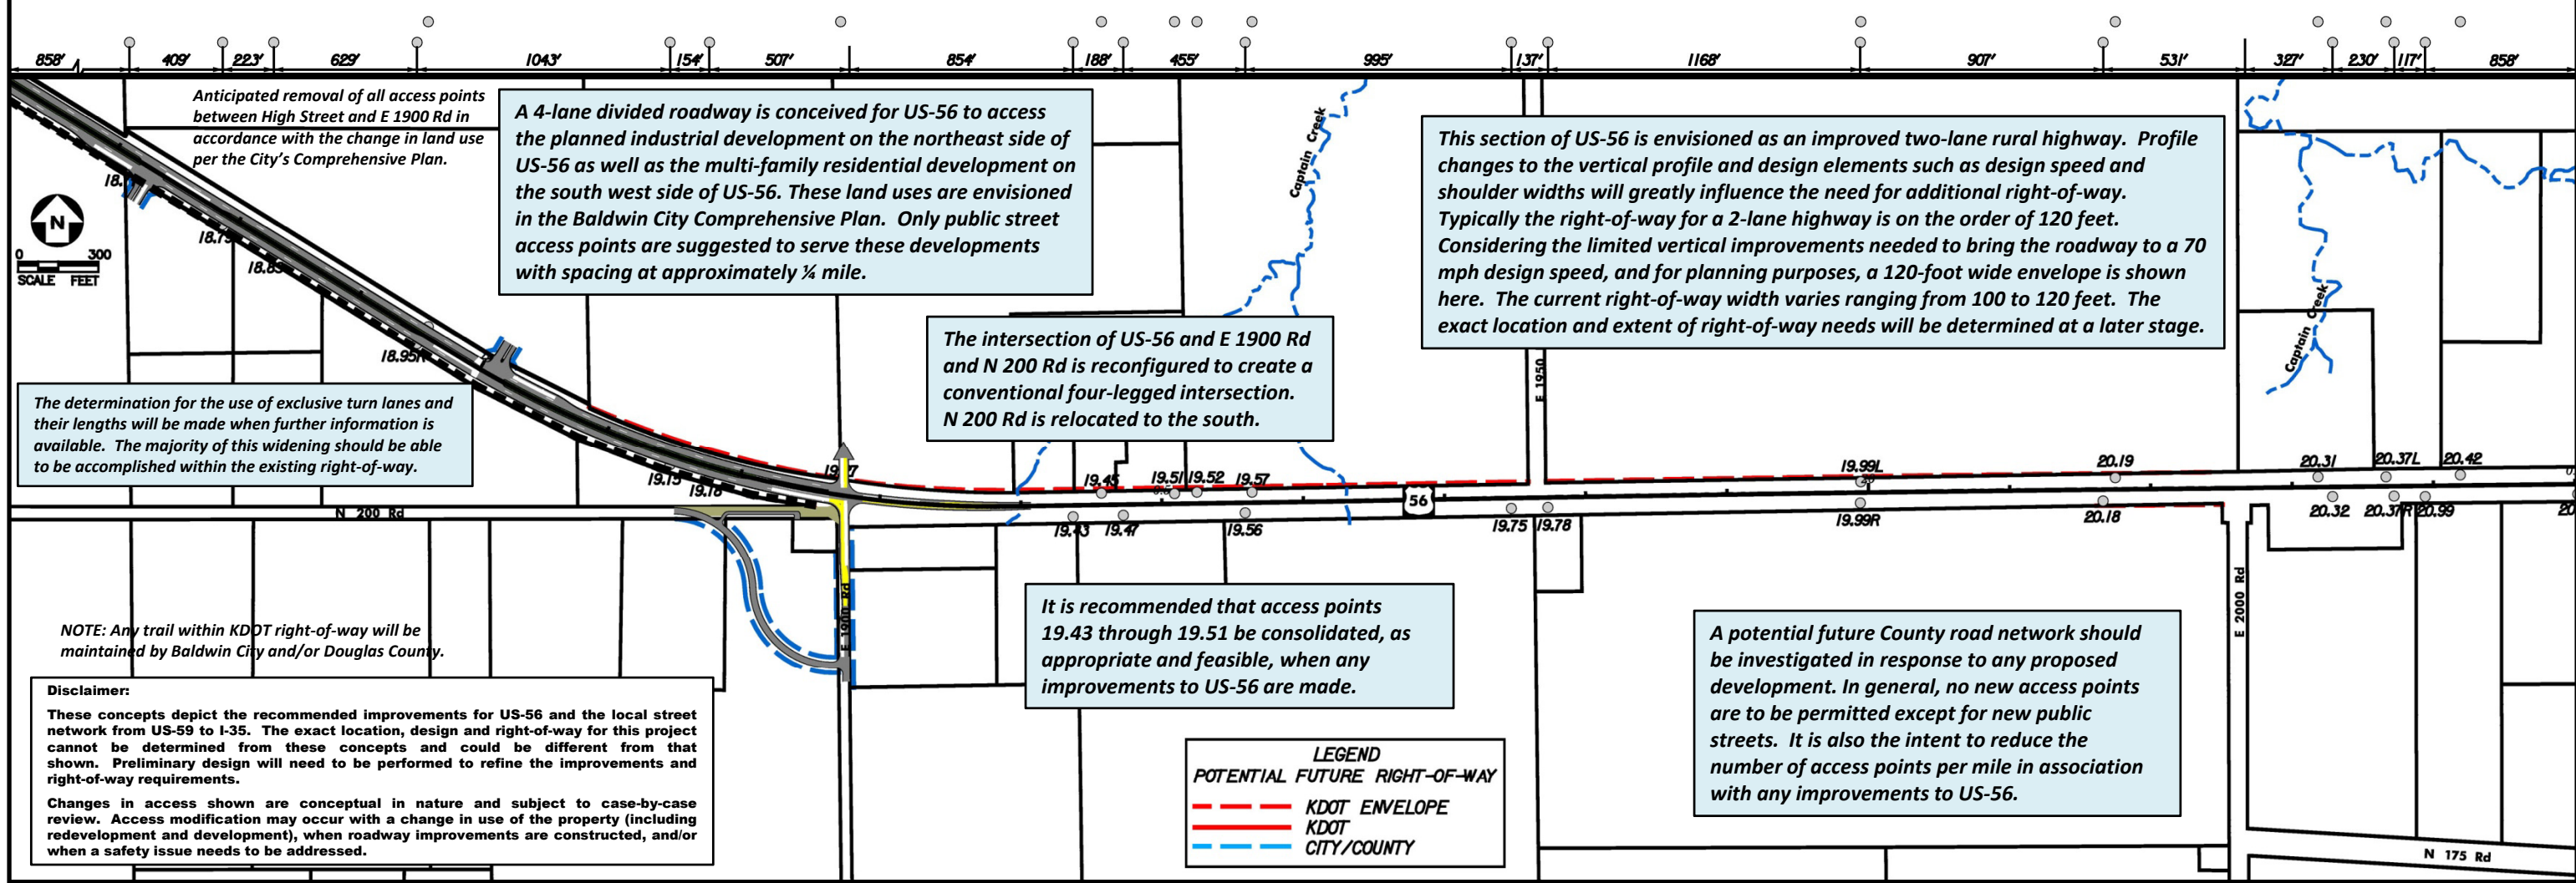 858' 409' 223' 629' 1043' 154' 507' 854' 188' 455' 995' 137' 1168' 907' 531' 327' 230' 117' 858'
Anticipated removal of all access points
between High Street and E 1900 Rd in
accordance with the change in land use
per the City's Comprehensive Plan.
A 4-lane divided roadway is conceived for US-56 to access
the planned industrial development on the northeast side of
US-56 as well as the multi-family residential development on
the south west side of US-56. These land uses are envisioned
in the Baldwin City Comprehensive Plan.  Only public street
access points are suggested to serve these developments
with spacing at approximately ¼ mile.
Captain Creek
This section of US-56 is envisioned as an improved two-lane rural highway.  Profile
changes to the vertical profile and design elements such as design speed and
shoulder widths will greatly influence the need for additional right-of-way.
Typically the right-of-way for a 2-lane highway is on the order of 120 feet.
Considering the limited vertical improvements needed to bring the roadway to a 70
mph design speed, and for planning purposes, a 120-foot wide envelope is shown
here.  The current right-of-way width varies ranging from 100 to 120 feet.  The
exact location and extent of right-of-way needs will be determined at a later stage.
Captain Creek
N
0 300
SCALE FEET
The intersection of US-56 and E 1900 Rd
and N 200 Rd is reconfigured to create a
conventional four-legged intersection.
N 200 Rd is relocated to the south.
E 1950
The determination for the use of exclusive turn lanes and
their lengths will be made when further information is
available.  The majority of this widening should be able
to be accomplished within the existing right-of-way.
19.15 19.18 19.45 19.51 19.52 19.57 19.99L 20.19 20.31 20.37L 20.42
56
N 200 Rd
19.43 19.47 19.56 19.75 19.78 19.99R 20.18 20.32 20.37R 20.99
E 1900 Rd
E 2000 Rd
It is recommended that access points
19.43 through 19.51 be consolidated, as
appropriate and feasible, when any
improvements to US-56 are made.
A potential future County road network should
be investigated in response to any proposed
development. In general, no new access points
are to be permitted except for new public
streets.  It is also the intent to reduce the
number of access points per mile in association
with any improvements to US-56.
NOTE: Any trail within KDOT right-of-way will be
maintained by Baldwin City and/or Douglas County.
Disclaimer:
These concepts depict the recommended improvements for US-56 and the local street
network from US-59 to I-35.  The exact location, design and right-of-way for this project
cannot be determined from these concepts and could be different from that
shown.  Preliminary design will need to be performed to refine the improvements and
right-of-way requirements.
Changes in access shown are conceptual in nature and subject to case-by-case
review.  Access modification may occur with a change in use of the property (including
redevelopment and development), when roadway improvements are constructed, and/or
when a safety issue needs to be addressed.
LEGEND
POTENTIAL FUTURE RIGHT-OF-WAY
KDOT ENVELOPE
KDOT
CITY/COUNTY
N 175 Rd